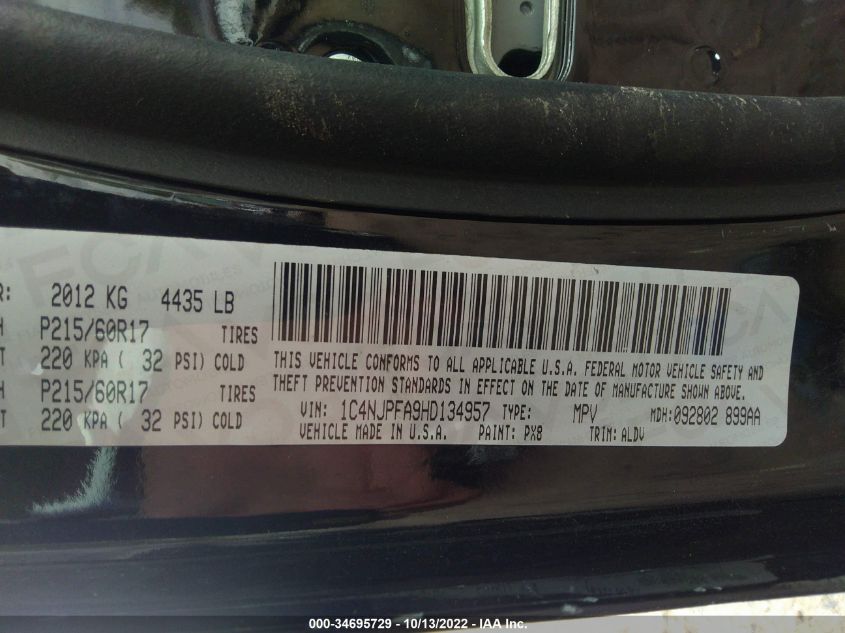 R: 2012 KG 4435 LB
H P215/60R17 TIRES
T 220 KPA ( 32 PSI) COLD
H P215/60R17 TIRES
T 220 KPA ( 32 PSI) COLD
THIS VEHICLE CONFORMS TO ALL APPLICABLE U.S.A. FEDERAL MOTOR VEHICLE SAFETY AND
THEFT PREVENTION STANDARDS IN EFFECT ON THE DATE OF MANUFACTURE SHOWN ABOVE.
VIN: 1C4NJPFA9HD134957 TYPE: MPV MDH:092802 899AA
VEHICLE MADE IN U.S.A. PAINT: PX8 TRIM: ALDV
000-34695729 - 10/13/2022 - IAA Inc.